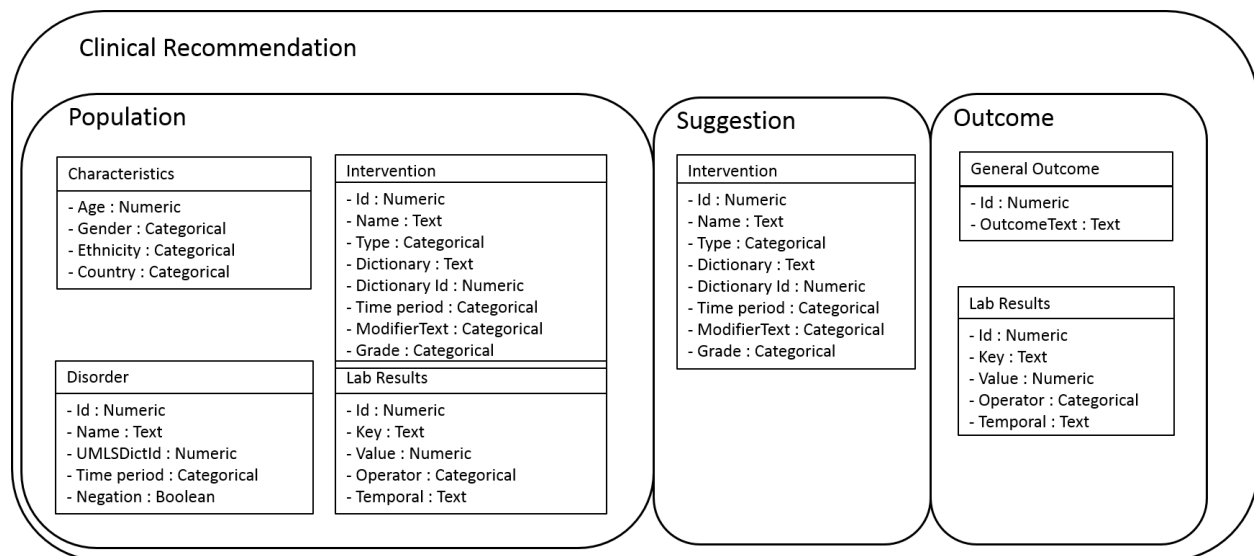 Clinical Recommendation
Population
Characteristics
- Age : Numeric
- Gender : Categorical
- Ethnicity : Categorical
- Country : Categorical
Intervention
- Id : Numeric
- Name : Text
- Type : Categorical
- Dictionary : Text
- Dictionary Id : Numeric
- Time period : Categorical
- ModifierText : Categorical
- Grade : Categorical
Disorder
- Id : Numeric
- Name : Text
- UMLSDictId : Numeric
- Time period : Categorical
- Negation : Boolean
Lab Results
- Id : Numeric
- Key : Text
- Value : Numeric
- Operator : Categorical
- Temporal : Text
Suggestion
Intervention
- Id : Numeric
- Name : Text
- Type : Categorical
- Dictionary : Text
- Dictionary Id : Numeric
- Time period : Categorical
- ModifierText : Categorical
- Grade : Categorical
Outcome
General Outcome
- Id : Numeric
- OutcomeText : Text
Lab Results
- Id : Numeric
- Key : Text
- Value : Numeric
- Operator : Categorical
- Temporal : Text